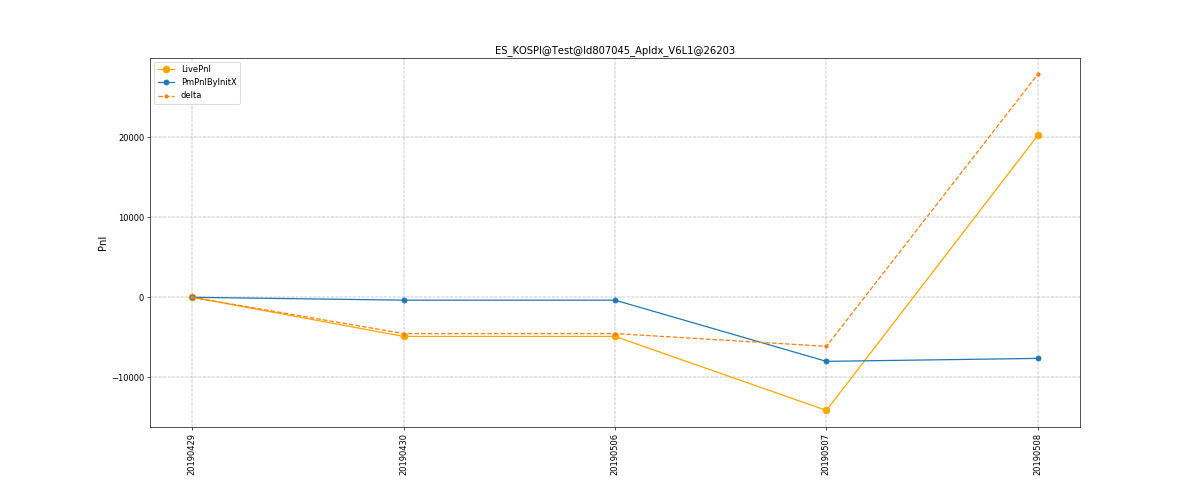 ES_KOSPI@Test@Id807045_ApIdx_V6L1@26203
LivePnl
PmPnlByInitX
delta
20000
10000
0
−10000
Pnl
20190429
20190430
20190506
20190507
20190508